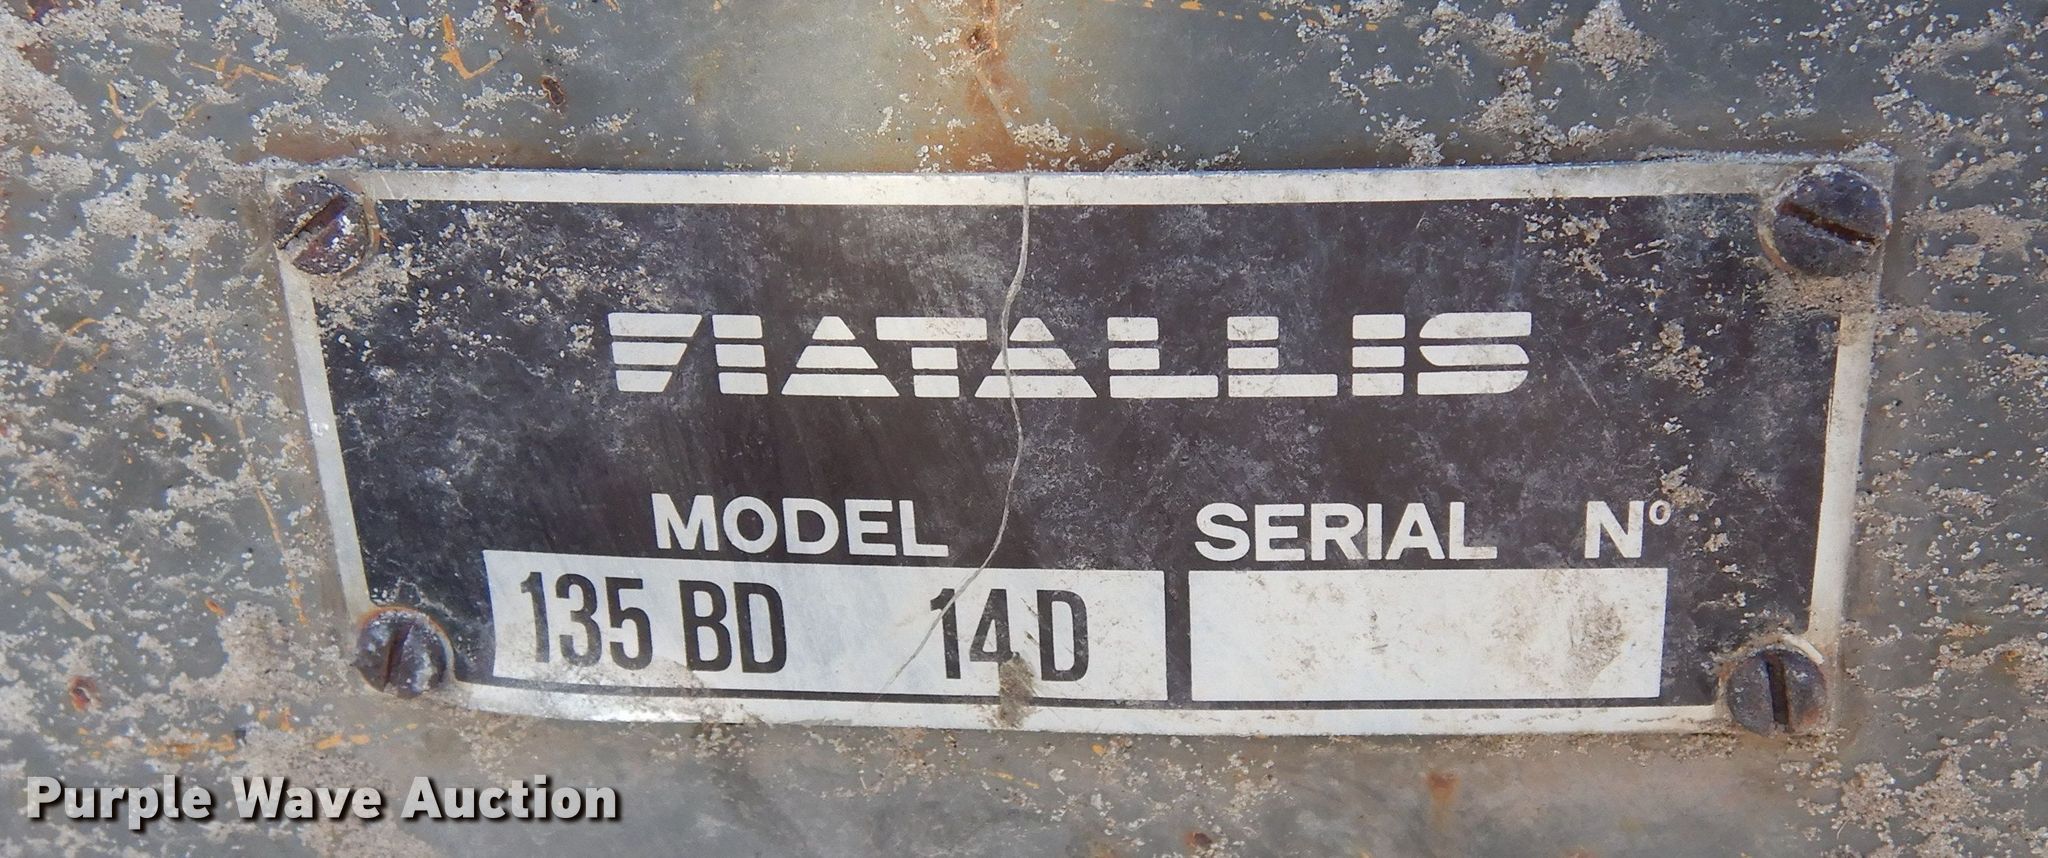 FIATALLIS
MODEL SERIAL Nº
135 BD 14 D
Purple Wave Auction